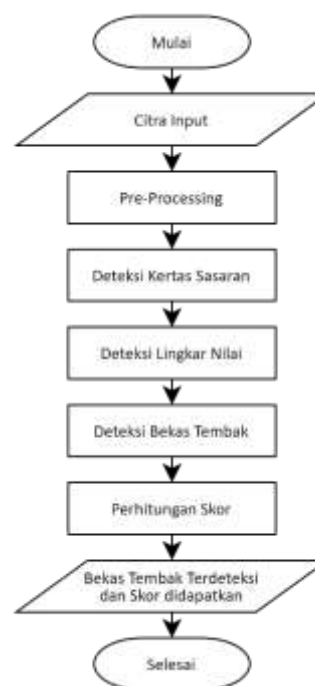 Mulai
Citra Input
Pre-Processing
Deteksi Kertas Sasaran
Deteksi Lingkar Nilai
Deteksi Bekas Tembak
Perhitungan Skor
Bekas Tembak Terdeteksi
dan Skor didapatkan
Selesai